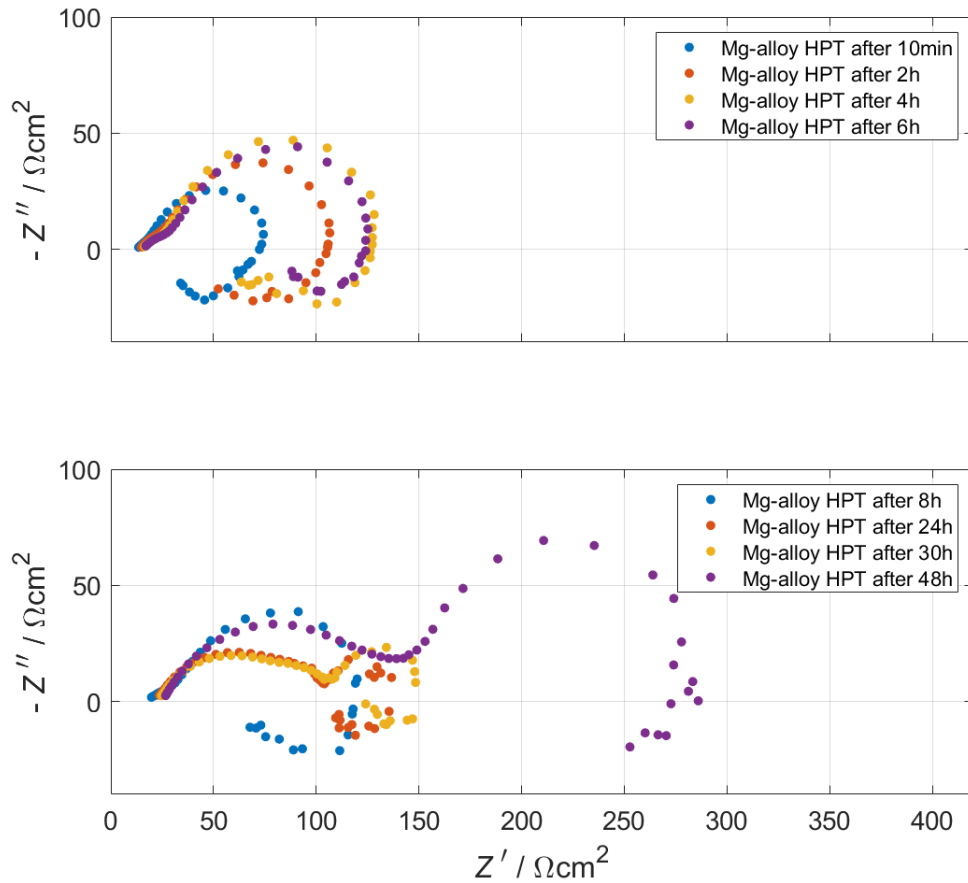 100
50
0
- Z'' / Ωcm²
Mg-alloy HPT after 10min
Mg-alloy HPT after 2h
Mg-alloy HPT after 4h
Mg-alloy HPT after 6h
100
50
0
- Z'' / Ωcm²
Mg-alloy HPT after 8h
Mg-alloy HPT after 24h
Mg-alloy HPT after 30h
Mg-alloy HPT after 48h
0 50 100 150 200 250 300 350 400
Z' / Ωcm²